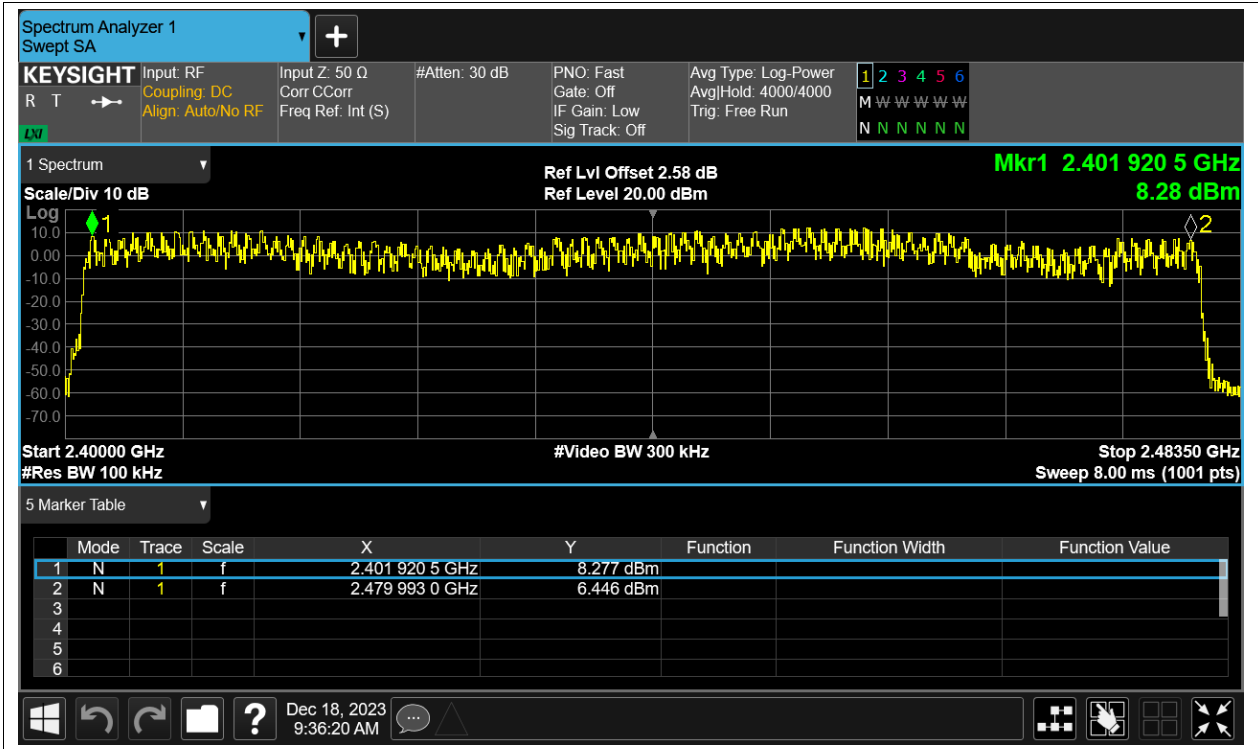 Spectrum Analyzer 1
Swept SA
KEYSIGHT Input: RF Input Z: 50 Ω #Atten: 30 dB PNO: Fast Avg Type: Log-Power 1 2 3 4 5 6
R T Coupling: DC Corr CCorr Gate: Off Avg|Hold: 4000/4000 M W W W W W
Align: Auto/No RF Freq Ref: Int (S) IF Gain: Low Trig: Free Run
LXI Sig Track: Off N N N N N N
1 Spectrum Ref Lvl Offset 2.58 dB Mkr1 2.401 920 5 GHz
Scale/Div 10 dB Ref Level 20.00 dBm 8.28 dBm
Log
1 2
10.0
0.00
-10.0
-20.0
-30.0
-40.0
-50.0
-60.0
-70.0
Start 2.40000 GHz #Video BW 300 kHz Stop 2.48350 GHz
#Res BW 100 kHz Sweep 8.00 ms (1001 pts)
5 Marker Table
Mode Trace Scale X Y Function Function Width Function Value
1 N 1 f 2.401 920 5 GHz 8.277 dBm
2 N 1 f 2.479 993 0 GHz 6.446 dBm
3
4
5
6
? Dec 18, 2023
9:36:20 AM